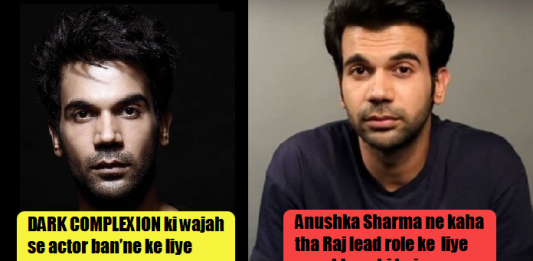 DARK COMPLEXION ki wajah
se actor ban'ne ke liye
Anushka Sharma ne kaha
tha Raj lead role ke liye